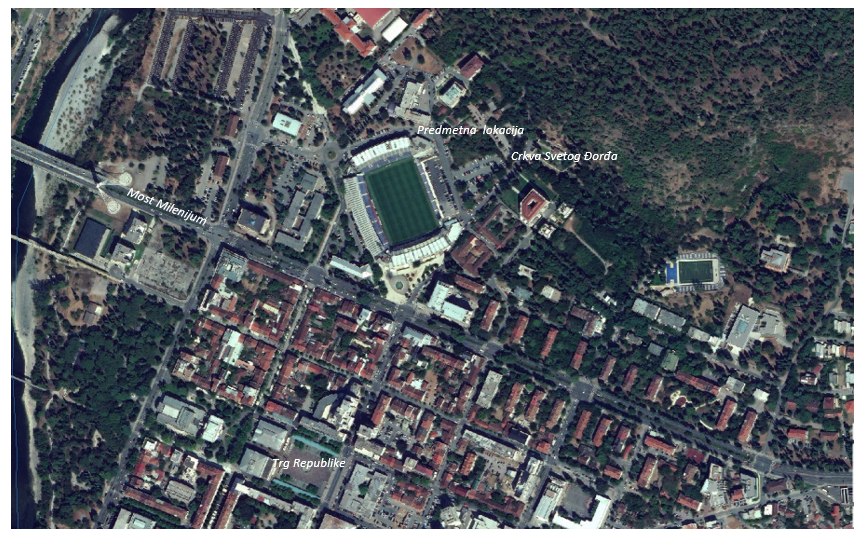 Predmetna lokacija
Crkva Svetog Đorđa
Most Milenijum
Trg Republike